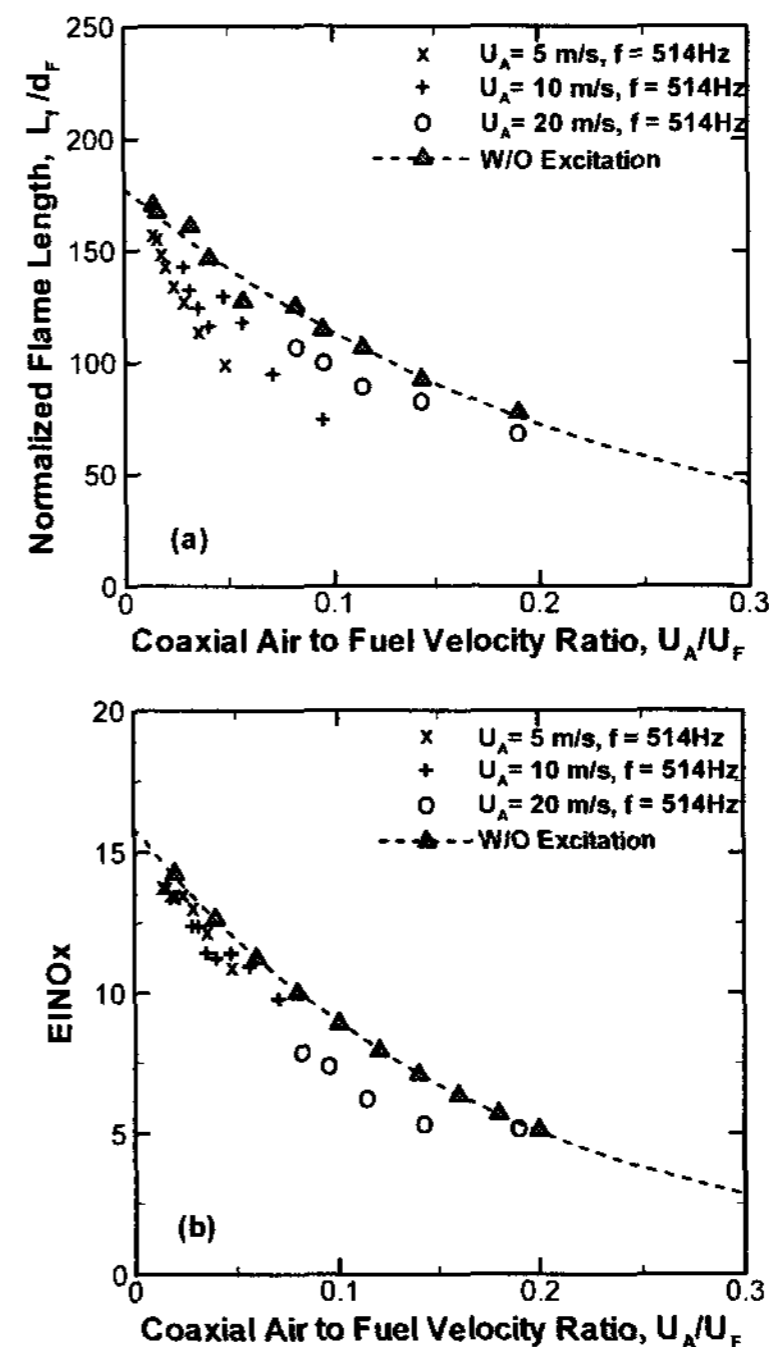 250
200
150
100
50
0
Normalized Flame Length, L_f/d_F
x U_A= 5 m/s, f = 514Hz
+ U_A= 10 m/s, f = 514Hz
O U_A= 20 m/s, f = 514Hz
W/O Excitation
(a)
0 0.1 0.2 0.3
Coaxial Air to Fuel Velocity Ratio, U_A/U_F
20
15
10
5
0
EINOx
x U_A= 5 m/s, f = 514Hz
+ U_A= 10 m/s, f = 514Hz
O U_A= 20 m/s, f = 514Hz
W/O Excitation
(b)
0 0.1 0.2 0.3
Coaxial Air to Fuel Velocity Ratio, U_A/U_F